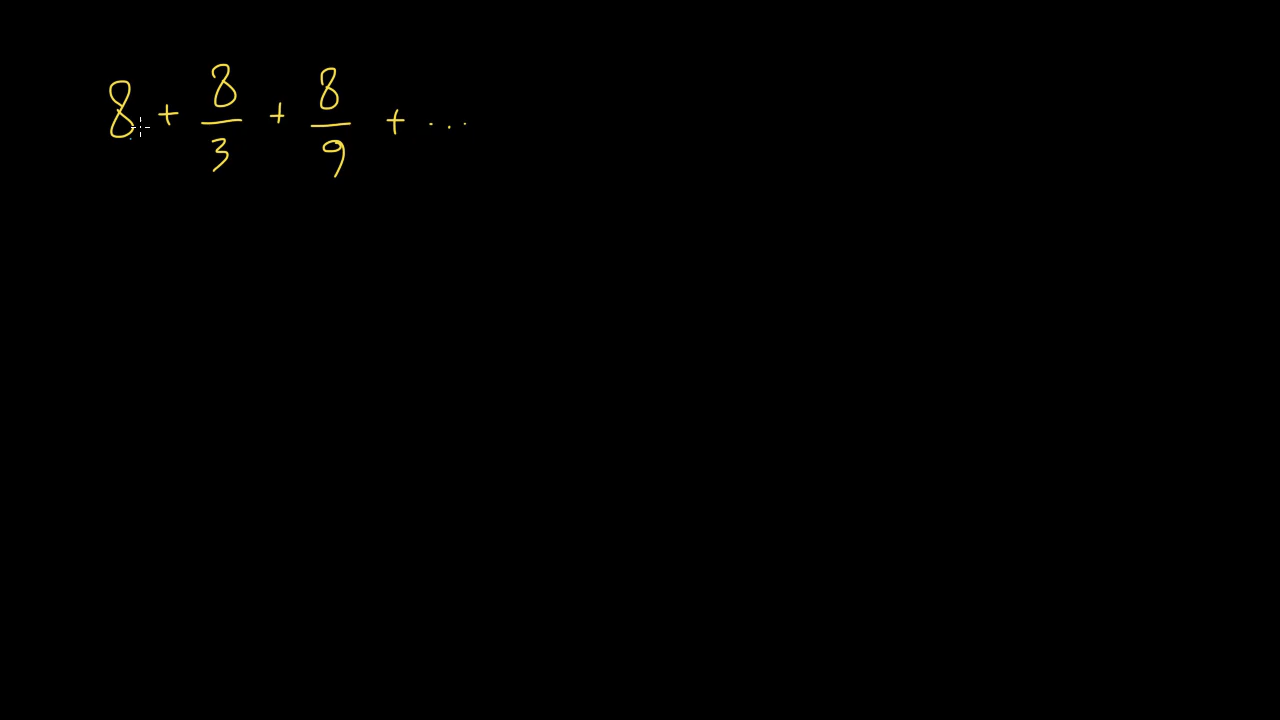 8 + 8/3 + 8/9 + ...